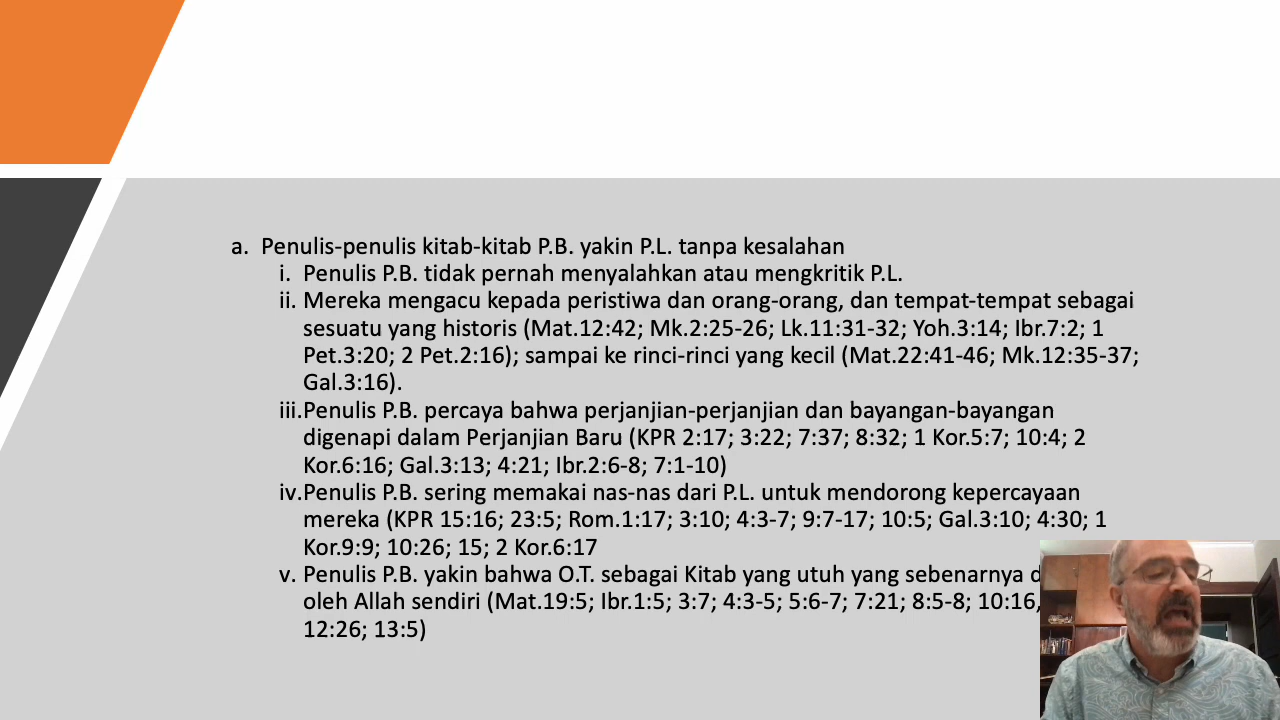 a. Penulis-penulis kitab-kitab P.B. yakin P.L. tanpa kesalahan
i. Penulis P.B. tidak pernah menyalahkan atau mengkritik P.L.
ii. Mereka mengacu kepada peristiwa dan orang-orang, dan tempat-tempat sebagai
sesuatu yang historis (Mat.12:42; Mk.2:25-26; Lk.11:31-32; Yoh.3:14; Ibr.7:2; 1
Pet.3:20; 2 Pet.2:16); sampai ke rinci-rinci yang kecil (Mat.22:41-46; Mk.12:35-37;
Gal.3:16).
iii.Penulis P.B. percaya bahwa perjanjian-perjanjian dan bayangan-bayangan
digenapi dalam Perjanjian Baru (KPR 2:17; 3:22; 7:37; 8:32; 1 Kor.5:7; 10:4; 2
Kor.6:16; Gal.3:13; 4:21; Ibr.2:6-8; 7:1-10)
iv.Penulis P.B. sering memakai nas-nas dari P.L. untuk mendorong kepercayaan
mereka (KPR 15:16; 23:5; Rom.1:17; 3:10; 4:3-7; 9:7-17; 10:5; Gal.3:10; 4:30; 1
Kor.9:9; 10:26; 15; 2 Kor.6:17
v. Penulis P.B. yakin bahwa O.T. sebagai Kitab yang utuh yang sebenarnya
oleh Allah sendiri (Mat.19:5; Ibr.1:5; 3:7; 4:3-5; 5:6-7; 7:21; 8:5-8; 10:16,
12:26; 13:5)